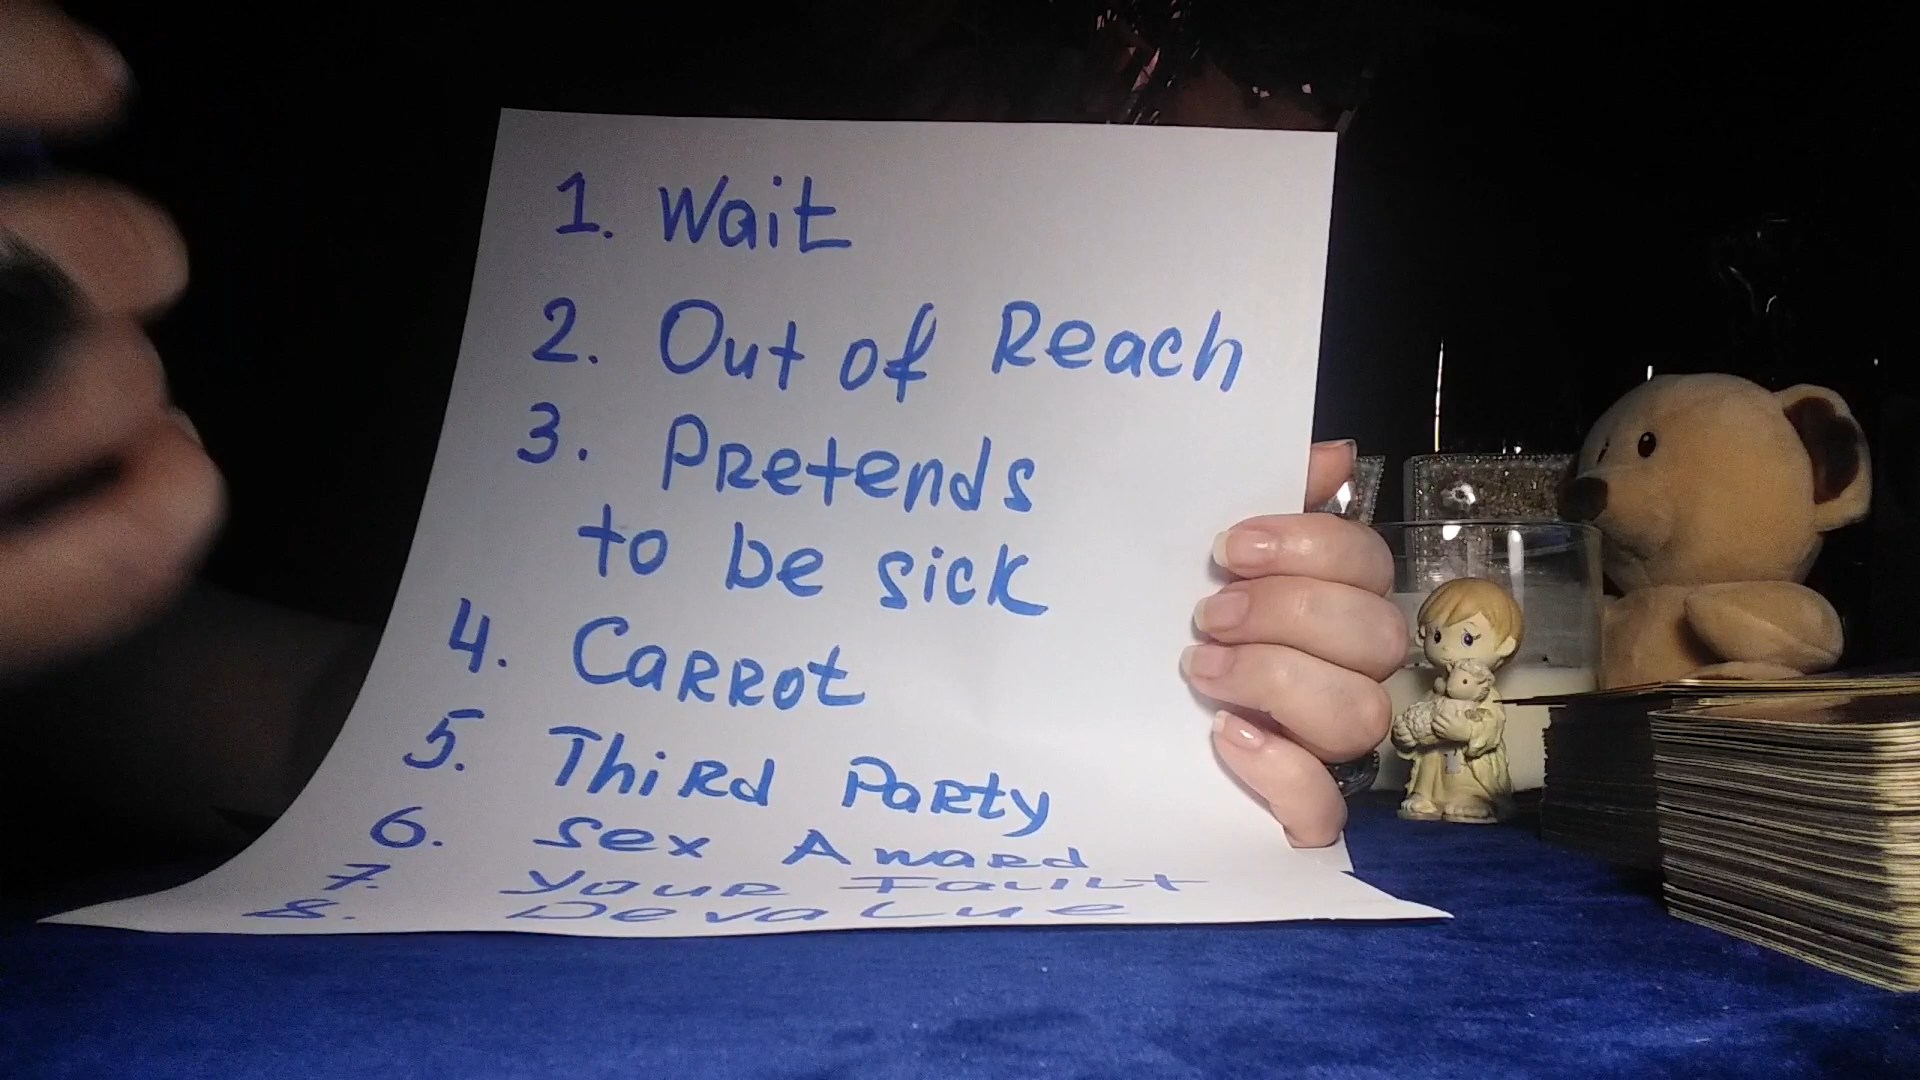 1. Wait
2. Out of Reach
3. Pretends
to be sick
4. Carrot
5. Third Party
6. Sex Award
7. Your Fault
8. Devalue